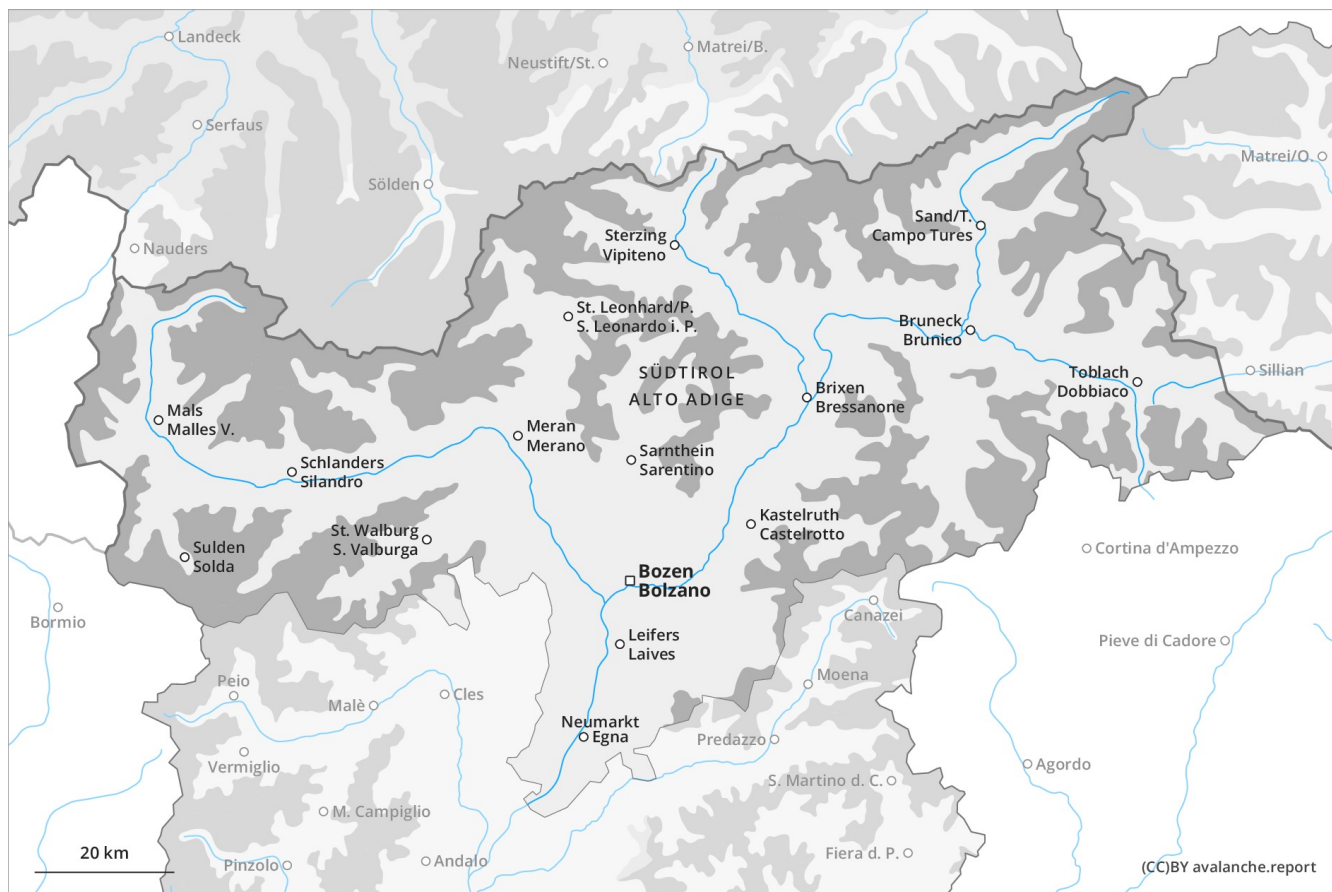 Landeck
Matrei/B.
Neustift/St.
Serfaus
Matrei/O.
Sölden
Nauders
Sand/T.
Campo Tures
Sterzing
Vipiteno
St. Leonhard/P.
S. Leonardo i. P.
Bruneck
Brunico
SÜDTIROL
ALTO ADIGE
Toblach
Dobbiaco
Sillian
Brixen
Bressanone
Mals
Malles V.
Meran
Merano
Sarnthein
Sarentino
Schlanders
Silandro
Kastelruth
Castelrotto
St. Walburg
S. Valburga
Sulden
Solda
Cortina d'Ampezzo
Bozen
Bolzano
Bormio
Canazei
Leifers
Laives
Pieve di Cadore
Peio
Moena
Malè
Cles
Neumarkt
Egna
Predazzo
Vermiglio
Agordo
S. Martino d. C.
M. Campiglio
20 km
Pinzolo
Andalo
Fiera d. P.
(CC)BY avalanche.report